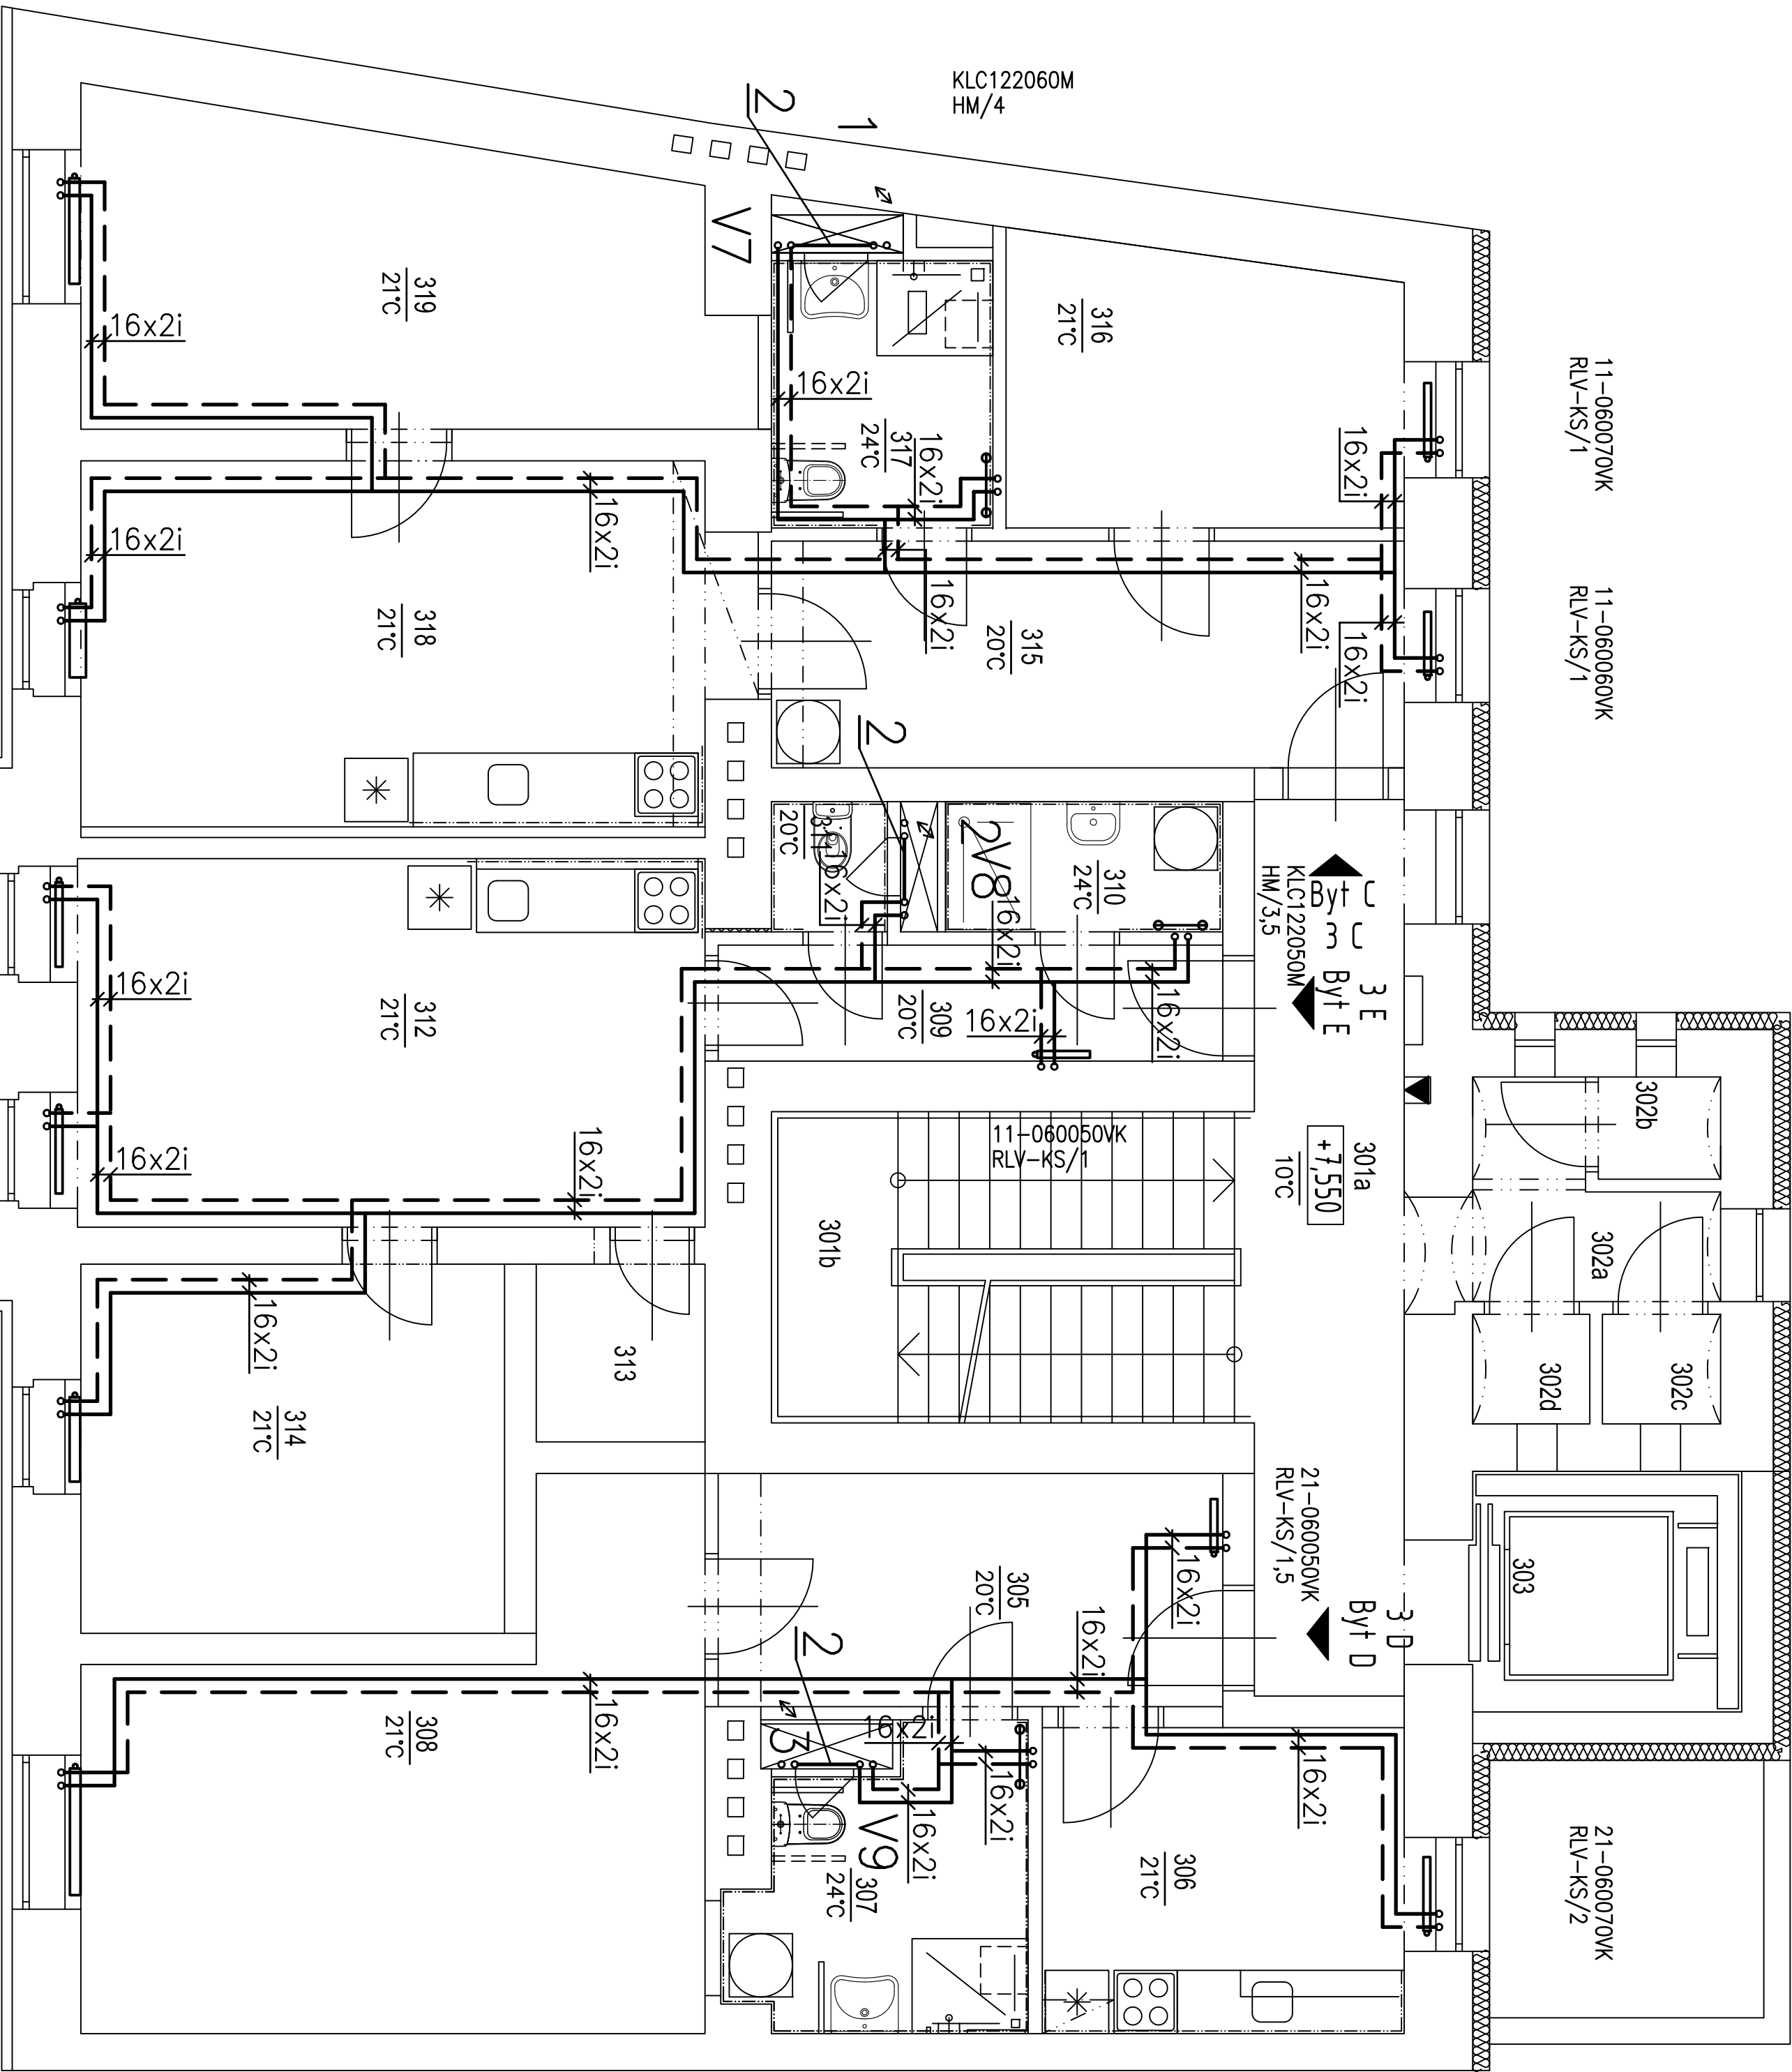 KLC122060M
HM/4
11-060070VK
RLV-KS/1
11-060060VK
RLV-KS/1
1
2
V7
319
21°C
16x2i
316
21°C
16x2i
16x2i
317
24°C
16x2i
16x2i
16x2i
318
21°C
16x2i
315
20°C
16x2i
16x2i
16x2i
2
311
20°C
16x2i
2V8
310
24°C
16x2i
KLC122050M
HM/3,5
Byt C
3 C
3 E
Byt E
312
21°C
16x2i
16x2i
16x2i
309
20°C
16x2i
16x2i
11-060050VK
RLV-KS/1
301b
301a
+7,550
10°C
302b
302a
302c
302d
303
313
314
21°C
16x2i
21-060050VK
RLV-KS/1,5
3 D
Byt D
305
20°C
16x2i
16x2i
2
3
16x2i
16x2i
16x2i
V9
307
24°C
308
21°C
16x2i
306
21°C
16x2i
21-060070VK
RLV-KS/2